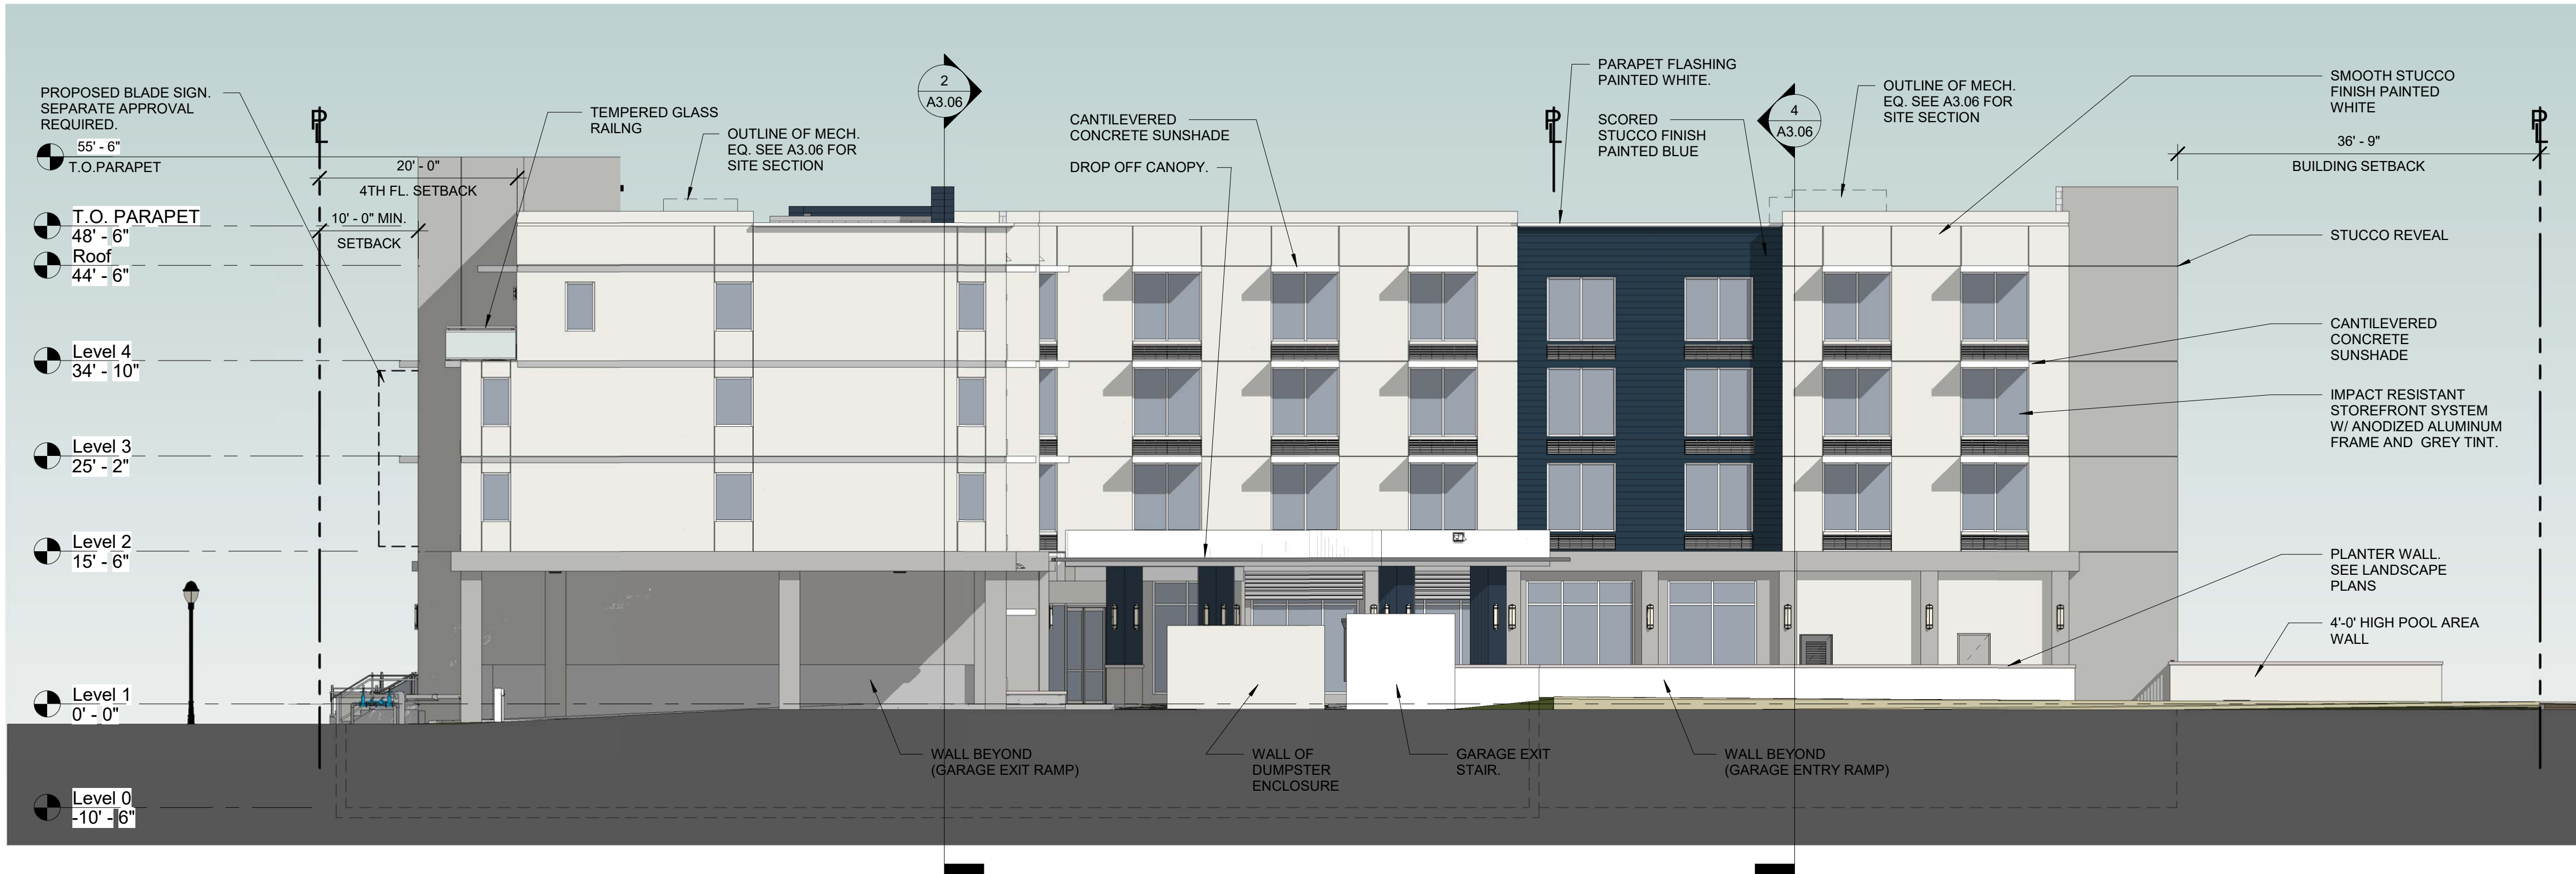 PROPOSED BLADE SIGN.
SEPARATE APPROVAL
REQUIRED.
PL
TEMPERED GLASS
RAILNG
OUTLINE OF MECH.
EQ. SEE A3.06 FOR
SITE SECTION
2
A3.06
CANTILEVERED
CONCRETE SUNSHADE
DROP OFF CANOPY.
PARAPET FLASHING
PAINTED WHITE.
PL
SCORED
STUCCO FINISH
PAINTED BLUE
4
A3.06
OUTLINE OF MECH.
EQ. SEE A3.06 FOR
SITE SECTION
SMOOTH STUCCO
FINISH PAINTED
WHITE
PL
36' - 9"
BUILDING SETBACK
55' - 6"
T.O.PARAPET
20' - 0"
4TH FL. SETBACK
10' - 0" MIN.
SETBACK
T.O. PARAPET
48' - 6"
Roof
44' - 6"
STUCCO REVEAL
Level 4
34' - 10"
CANTILEVERED
CONCRETE
SUNSHADE
IMPACT RESISTANT
STOREFRONT SYSTEM
W/ ANODIZED ALUMINUM
FRAME AND GREY TINT.
Level 3
25' - 2"
Level 2
15' - 6"
PLANTER WALL.
SEE LANDSCAPE
PLANS
4'-0' HIGH POOL AREA
WALL
Level 1
0' - 0"
WALL BEYOND
(GARAGE EXIT RAMP)
WALL OF
DUMPSTER
ENCLOSURE
GARAGE EXIT
STAIR.
WALL BEYOND
(GARAGE ENTRY RAMP)
Level 0
-10' - 6"